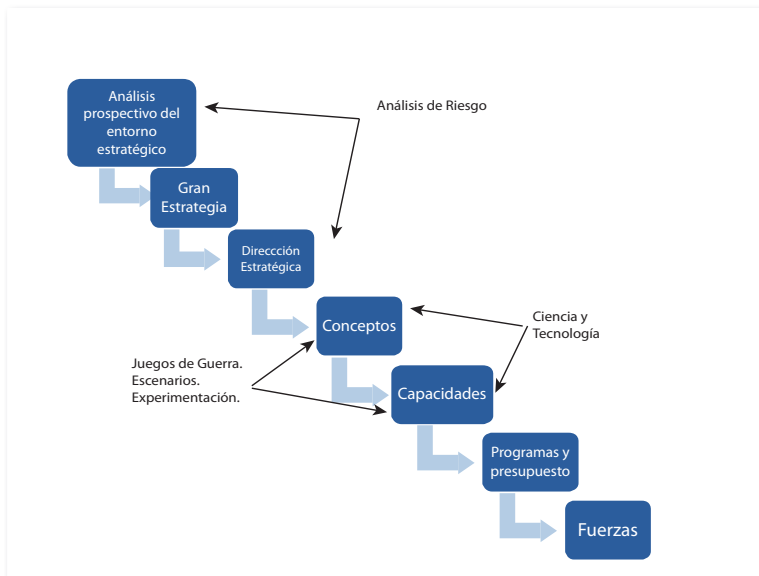 Análisis
prospectivo del
entorno
estratégico
Análisis de Riesgo
Gran
Estrategia
Direccción
Estratégica
Conceptos
Ciencia y
Tecnología
Juegos de Guerra.
Escenarios.
Experimentación.
Capacidades
Programas y
presupuesto
Fuerzas